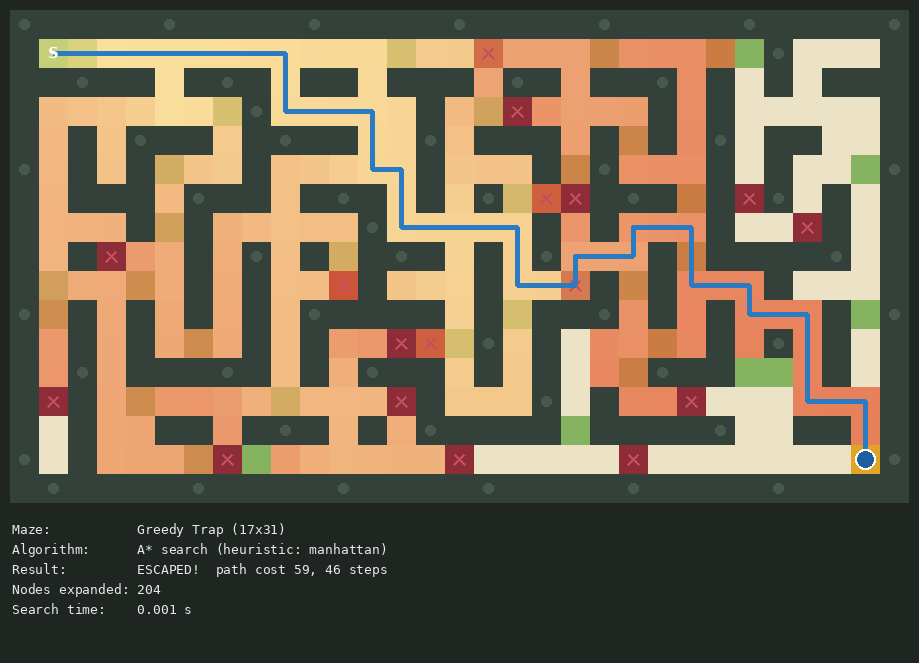 S
Maze: Greedy Trap (17x31)
Algorithm: A* search (heuristic: manhattan)
Result: ESCAPED! path cost 59, 46 steps
Nodes expanded: 204
Search time: 0.001 s